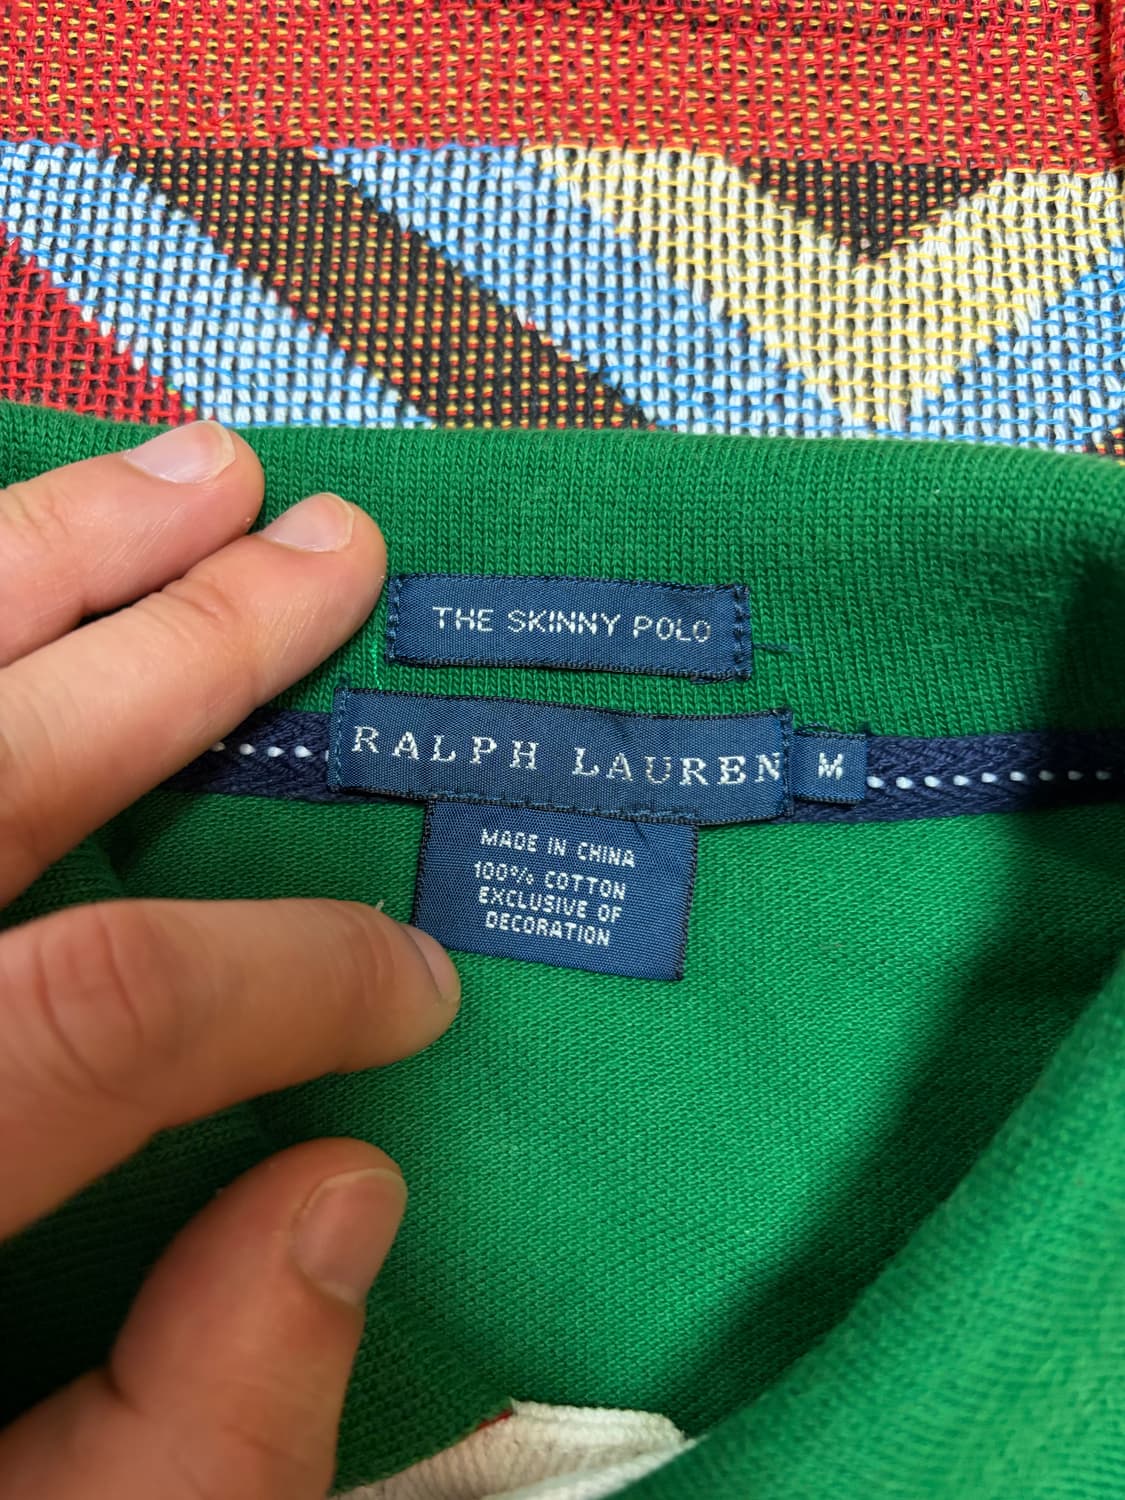 THE SKINNY POLO
RALPH LAUREN
M
MADE IN CHINA
100% COTTON
EXCLUSIVE OF
DECORATION